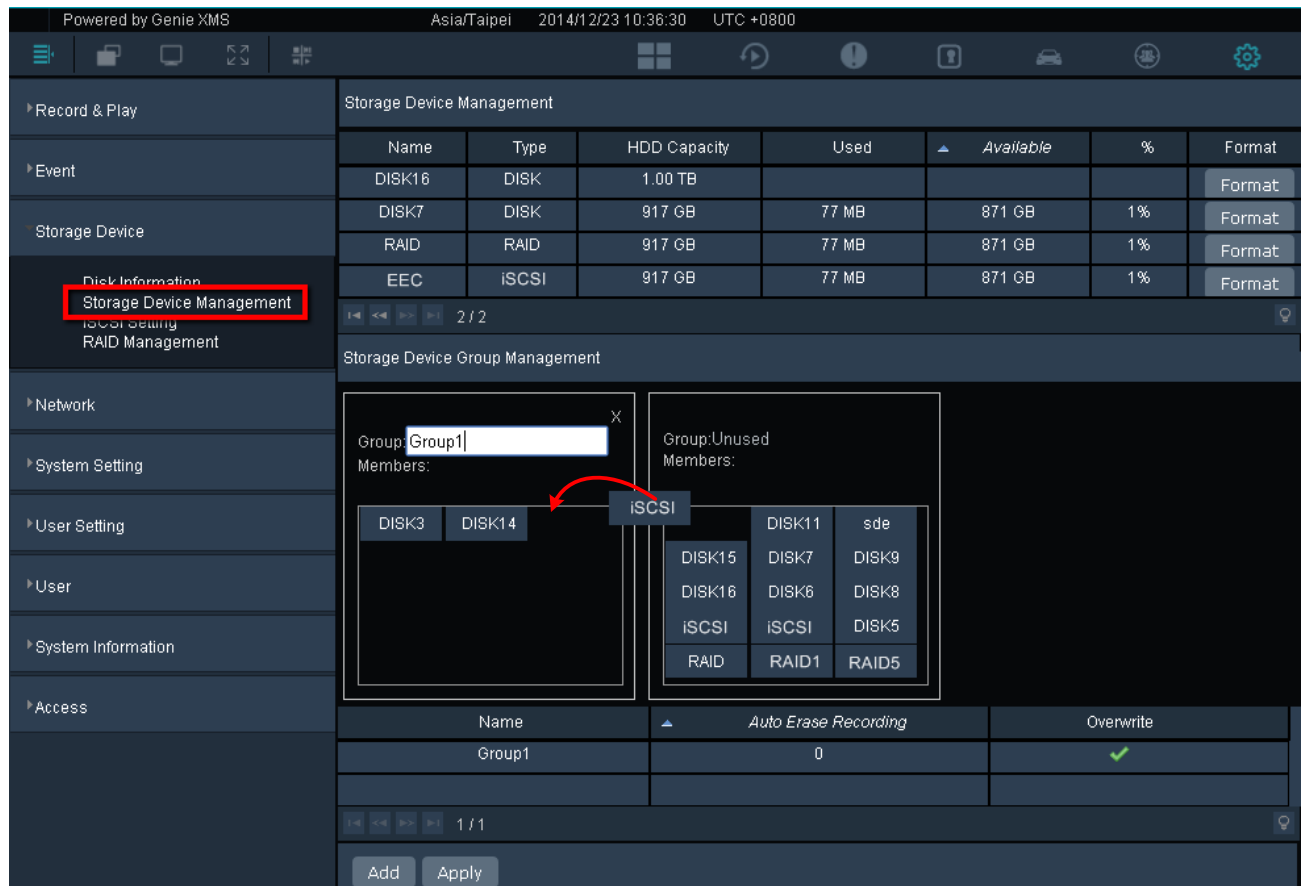 Powered by Genie XMS Asia/Taipei 2014/12/23 10:36:30 UTC +0800
Record & Play
Event
Storage Device
Disk Information
Storage Device Management
iSCSI Setting
RAID Management
Network
System Setting
User Setting
User
System Information
Access
Storage Device Management
Name Type HDD Capacity Used Available % Format
DISK16 DISK 1.00 TB Format
DISK7 DISK 917 GB 77 MB 871 GB 1% Format
RAID RAID 917 GB 77 MB 871 GB 1% Format
EEC iSCSI 917 GB 77 MB 871 GB 1% Format
2 / 2
Storage Device Group Management
X
Group: Group1
Members:
DISK3 DISK14
iSCSI
Group:Unused
Members:
DISK11 sde
DISK15 DISK7 DISK9
DISK16 DISK6 DISK8
iSCSI iSCSI DISK5
RAID RAID1 RAID5
Name Auto Erase Recording Overwrite
Group1 0
1 / 1
Add Apply